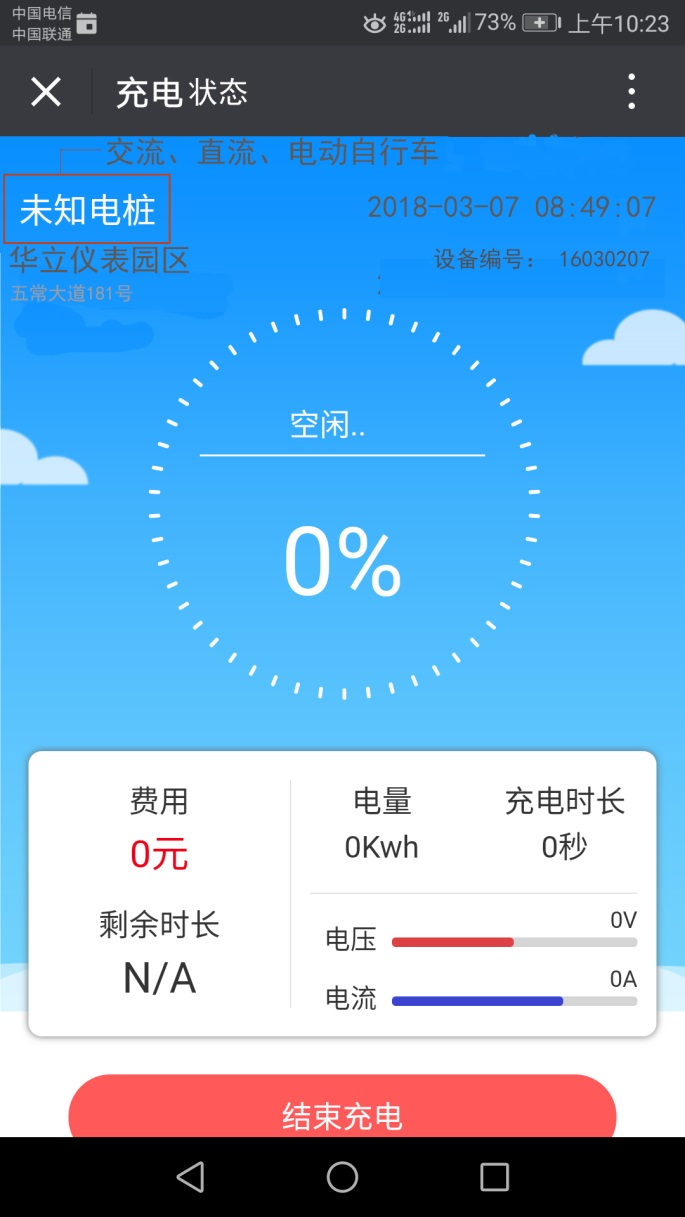 中国电信
中国联通
4G 2G 2G 73% 上午10:23
充电状态
交流、直流、电动自行车
未知电桩
2018-03-07 08:49:07
华立仪表园区
设备编号: 16030207
五常大道181号
空闲..
0%
费用
0元
剩余时长
N/A
电量
0Kwh
充电时长
0秒
电压
0V
电流
0A
结束充电